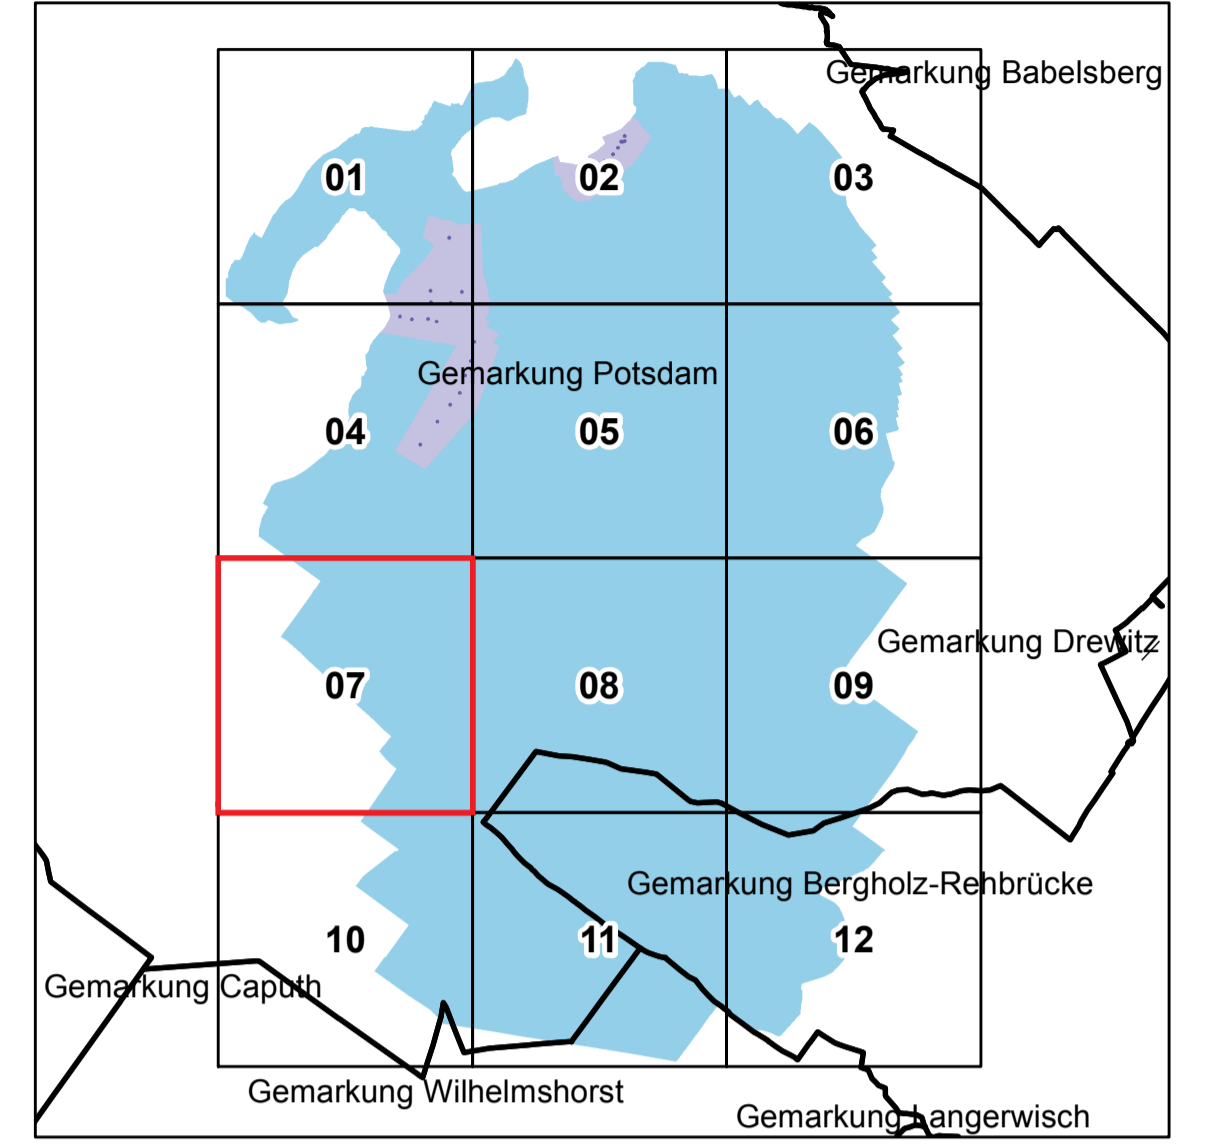 Gemarkung Babelsberg
01
02
03
Gemarkung Potsdam
04
05
06
Gemarkung Drewitz
07
08
09
Gemarkung Bergholz-Rehbrücke
10
11
12
Gemarkung Caputh
Gemarkung Wilhelmshorst
Gemarkung Langerwisch